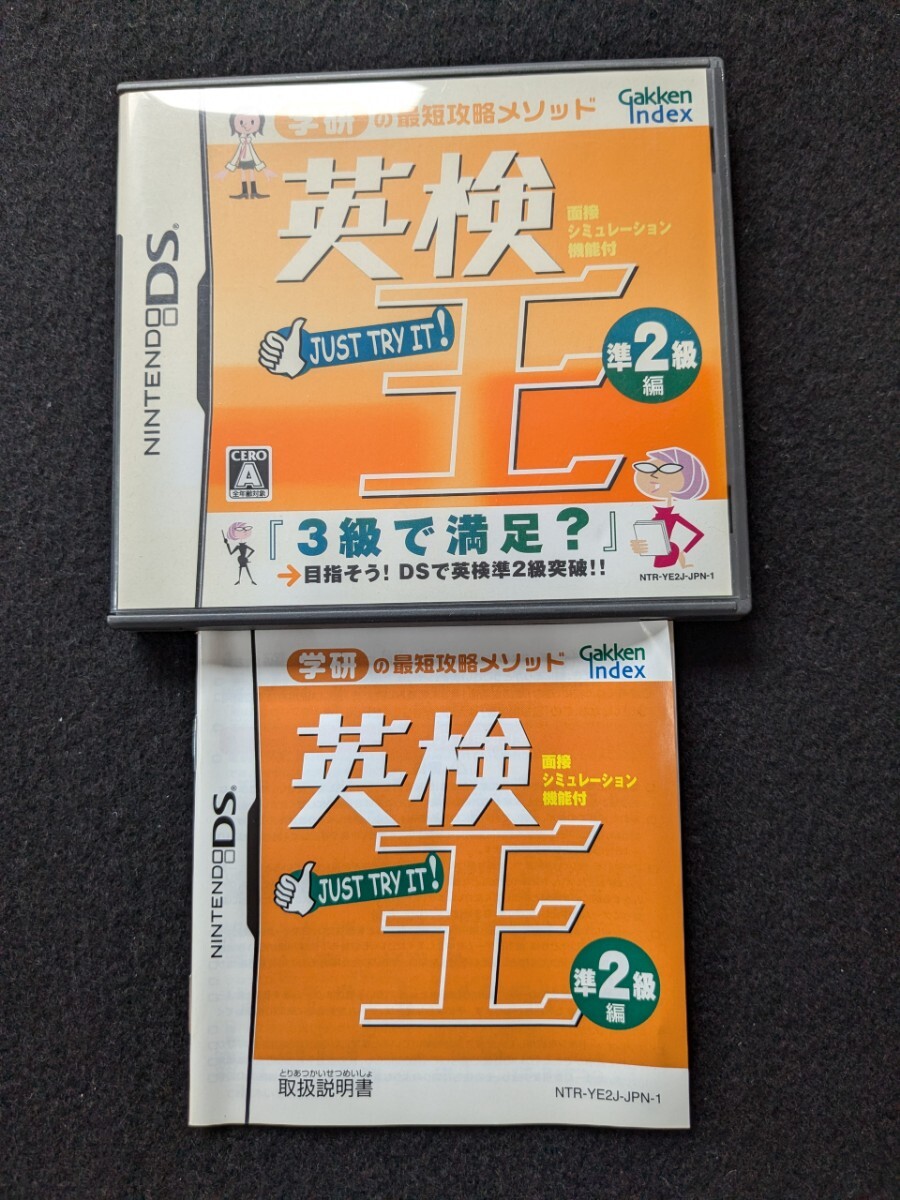 学研の最短攻略メソッド
Gakken
Index
英検
面接
シミュレーション
機能付
王
JUST TRY IT!
準2級
編
NINTENDO DS®
CERO
A
全年齢対象
『3級で満足?』
→目指そう! DSで英検準2級突破!!
NTR-YE2J-JPN-1
学研の最短攻略メソッド
Gakken
Index
英検
面接
シミュレーション
機能付
王
JUST TRY IT!
準2級
編
NINTENDO DS®
とりあつかいせつめいしょ
取扱説明書
NTR-YE2J-JPN-1